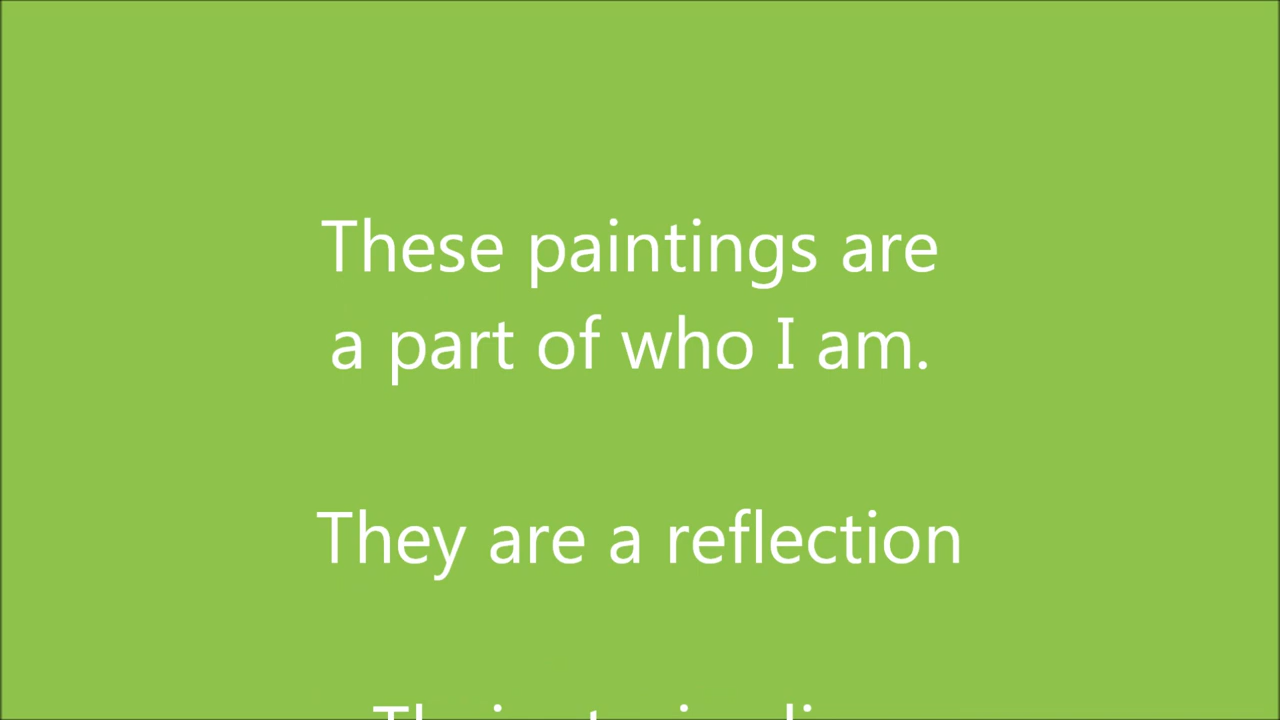 These paintings are
a part of who I am.
They are a reflection